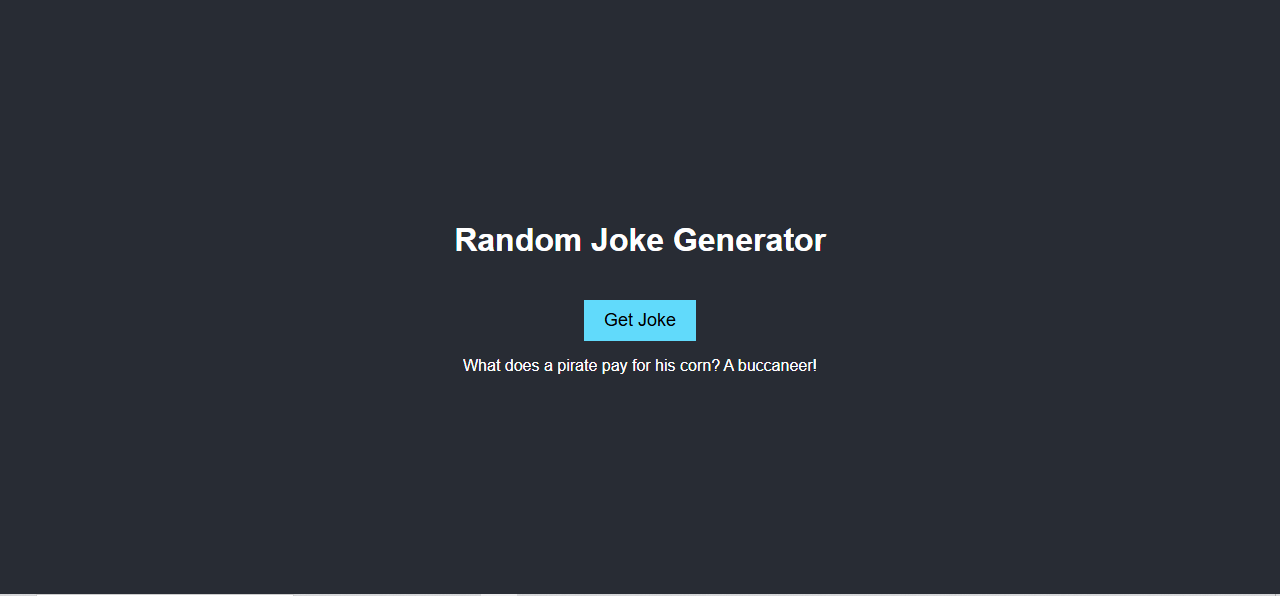 Random Joke Generator
Get Joke
What does a pirate pay for his corn? A buccaneer!